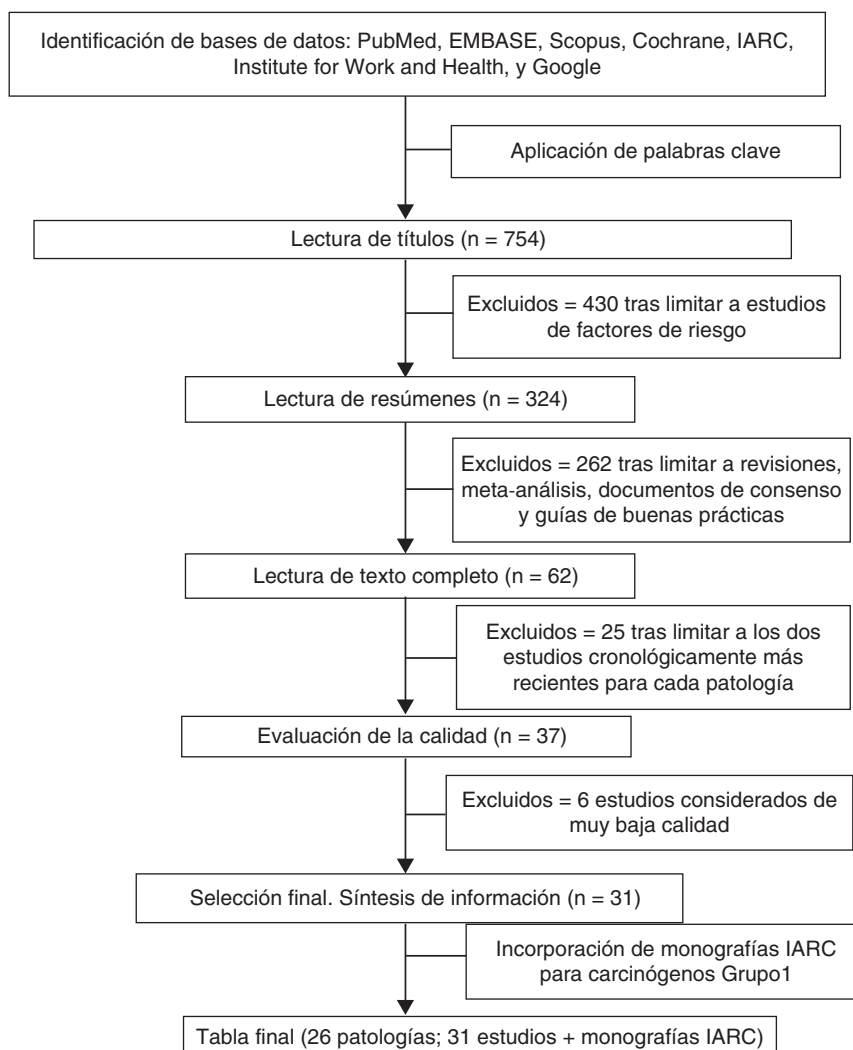 Identificación de bases de datos: PubMed, EMBASE, Scopus, Cochrane, IARC,
Institute for Work and Health, y Google
Aplicación de palabras clave
Lectura de títulos (n = 754)
Excluidos = 430 tras limitar a estudios
de factores de riesgo
Lectura de resúmenes (n = 324)
Excluidos = 262 tras limitar a revisiones,
meta-análisis, documentos de consenso
y guías de buenas prácticas
Lectura de texto completo (n = 62)
Excluidos = 25 tras limitar a los dos
estudios cronológicamente más
recientes para cada patología
Evaluación de la calidad (n = 37)
Excluidos = 6 estudios considerados de
muy baja calidad
Selección final. Síntesis de información (n = 31)
Incorporación de monografías IARC
para carcinógenos Grupo1
Tabla final (26 patologías; 31 estudios + monografías IARC)